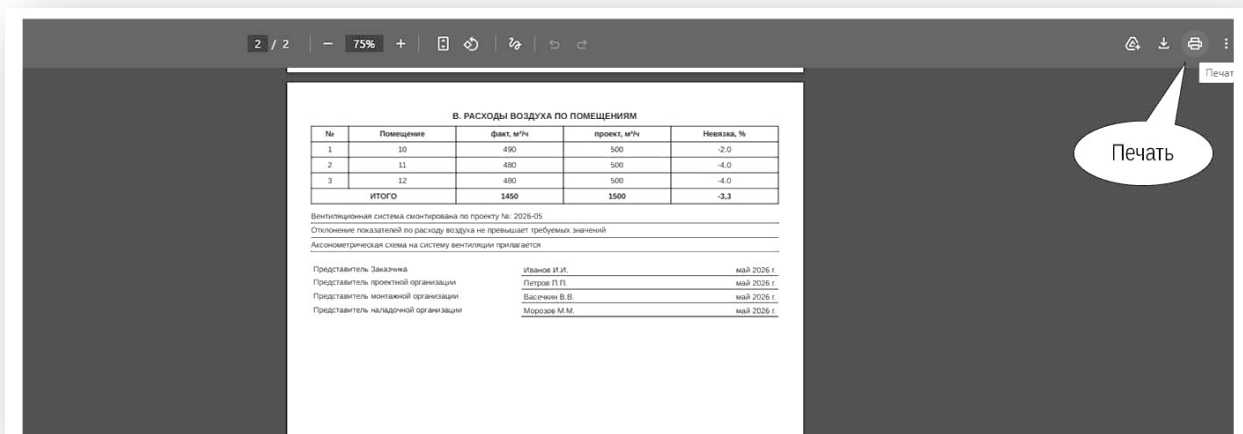 2 / 2 − 75% +
Печат
Печать
В. РАСХОДЫ ВОЗДУХА ПО ПОМЕЩЕНИЯМ
№ Помещение факт, м³/ч проект, м³/ч Невязка, %
1 10 490 500 -2.0
2 11 480 500 -4.0
3 12 480 500 -4.0
ИТОГО 1450 1500 -3,3
Вентиляционная система смонтирована по проекту №: 2026-05
Отклонение показателей по расходу воздуха не превышает требуемых значений
Аксонометрическая схема на систему вентиляции прилагается
Представитель Заказчика Иванов И.И. май 2026 г.
Представитель проектной организации Петров П.П. май 2026 г.
Представитель монтажной организации Васечкин В.В. май 2026 г.
Представитель наладочной организации Морозов М.М. май 2026 г.